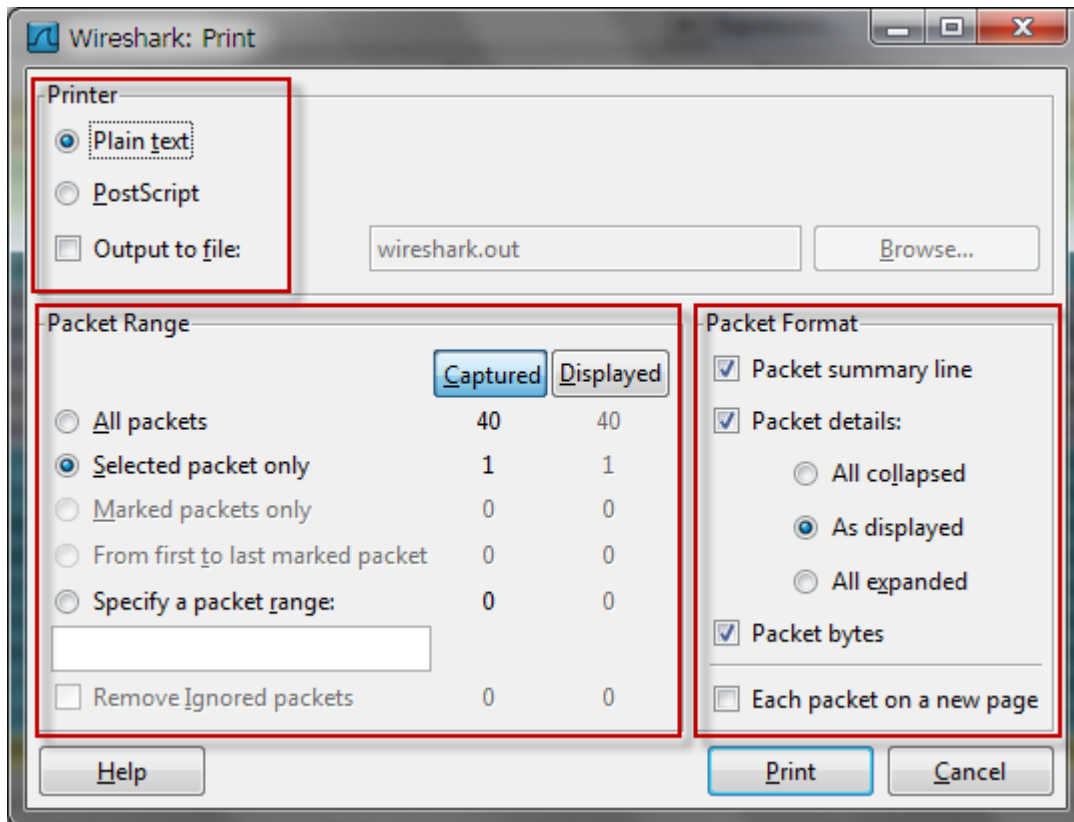 Wireshark: Print
Printer
Plain text
PostScript
Output to file: wireshark.out Browse...
Packet Range
Captured Displayed
All packets 40 40
Selected packet only 1 1
Marked packets only 0 0
From first to last marked packet 0 0
Specify a packet range: 0 0
Remove Ignored packets 0 0
Packet Format
Packet summary line
Packet details:
All collapsed
As displayed
All expanded
Packet bytes
Each packet on a new page
Help Print Cancel